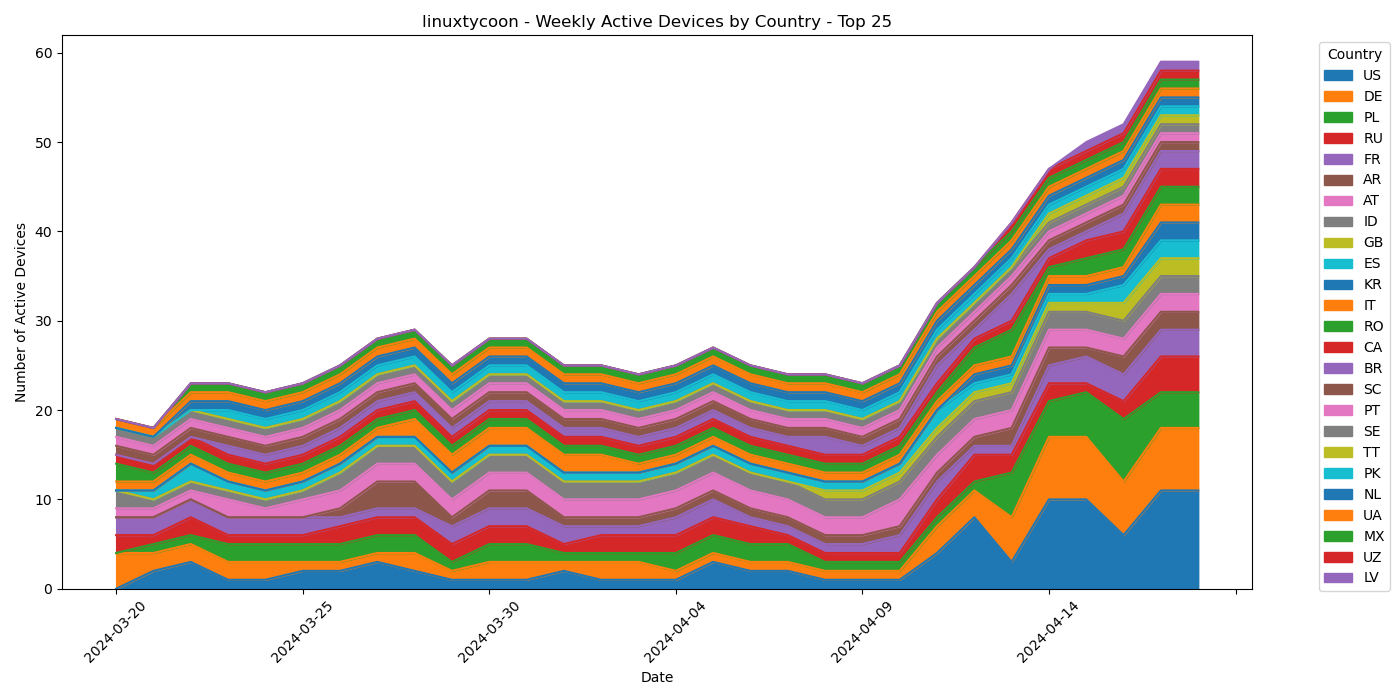 linuxtycoon - Weekly Active Devices by Country - Top 25
60
50
40
30
20
10
0
Number of Active Devices
2024-03-20
2024-03-25
2024-03-30
2024-04-04
2024-04-09
2024-04-14
Date
Country
US
DE
PL
RU
FR
AR
AT
ID
GB
ES
KR
IT
RO
CA
BR
SC
PT
SE
TT
PK
NL
UA
MX
UZ
LV